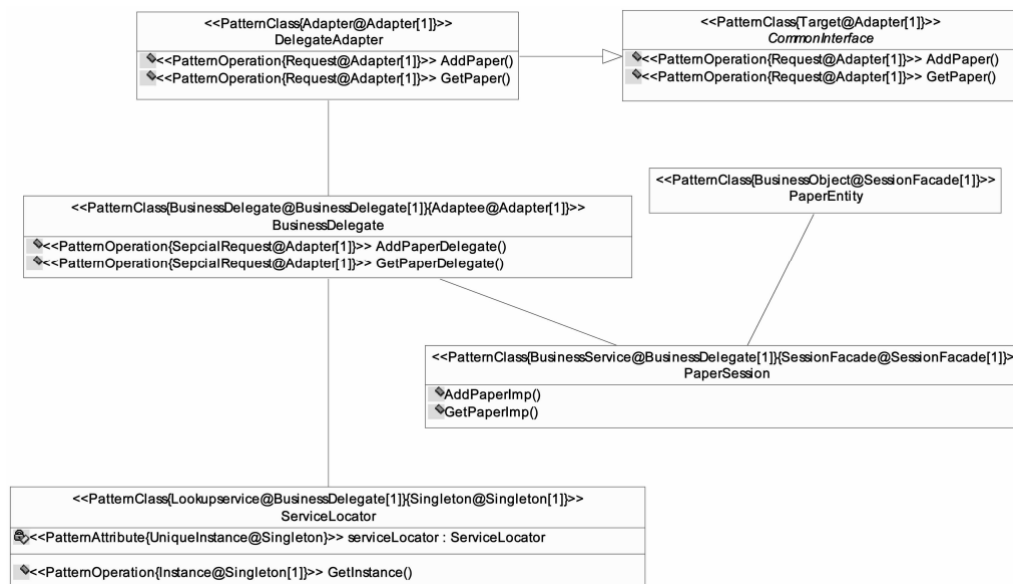 <<PatternClass{Adapter@Adapter[1]}>>
DelegateAdapter
<<PatternOperation{Request@Adapter[1]}>> AddPaper()
<<PatternOperation{Request@Adapter[1]}>> GetPaper()
<<PatternClass{Target@Adapter[1]}>>
CommonInterface
<<PatternOperation{Request@Adapter[1]}>> AddPaper()
<<PatternOperation{Request@Adapter[1]}>> GetPaper()
<<PatternClass{BusinessObject@SessionFacade[1]}>>
PaperEntity
<<PatternClass{BusinessDelegate@BusinessDelegate[1]}{Adaptee@Adapter[1]}>>
BusinessDelegate
<<PatternOperation{SepcialRequest@Adapter[1]}>> AddPaperDelegate()
<<PatternOperation{SepcialRequest@Adapter[1]}>> GetPaperDelegate()
<<PatternClass{BusinessService@BusinessDelegate[1]}{SessionFacade@SessionFacade[1]}>
PaperSession
AddPaperImp()
GetPaperImp()
<<PatternClass{Lookupservice@BusinessDelegate[1]}{Singleton@Singleton[1]}>>
ServiceLocator
<<PatternAttribute{UniqueInstance@Singleton}>> serviceLocator : ServiceLocator
<<PatternOperation{Instance@Singleton[1]}>> GetInstance()